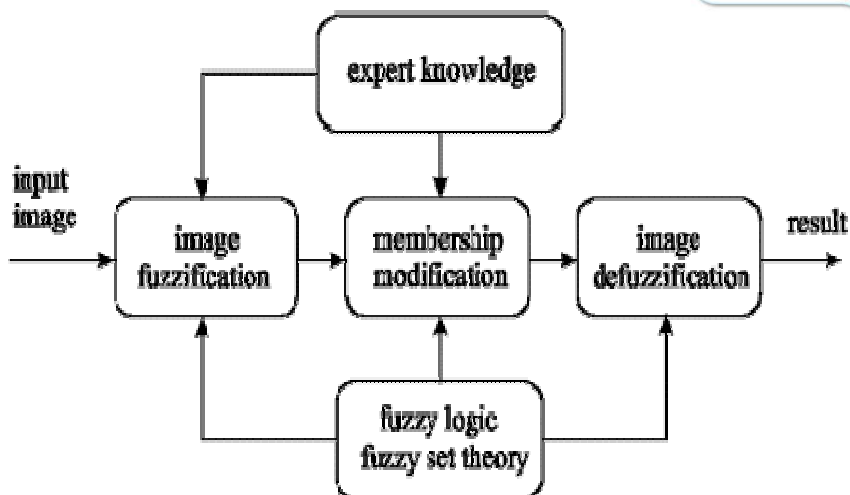 expert knowledge
input
image
image
fuzzification
membership
modification
image
defuzzification
result
fuzzy logic
fuzzy set theory